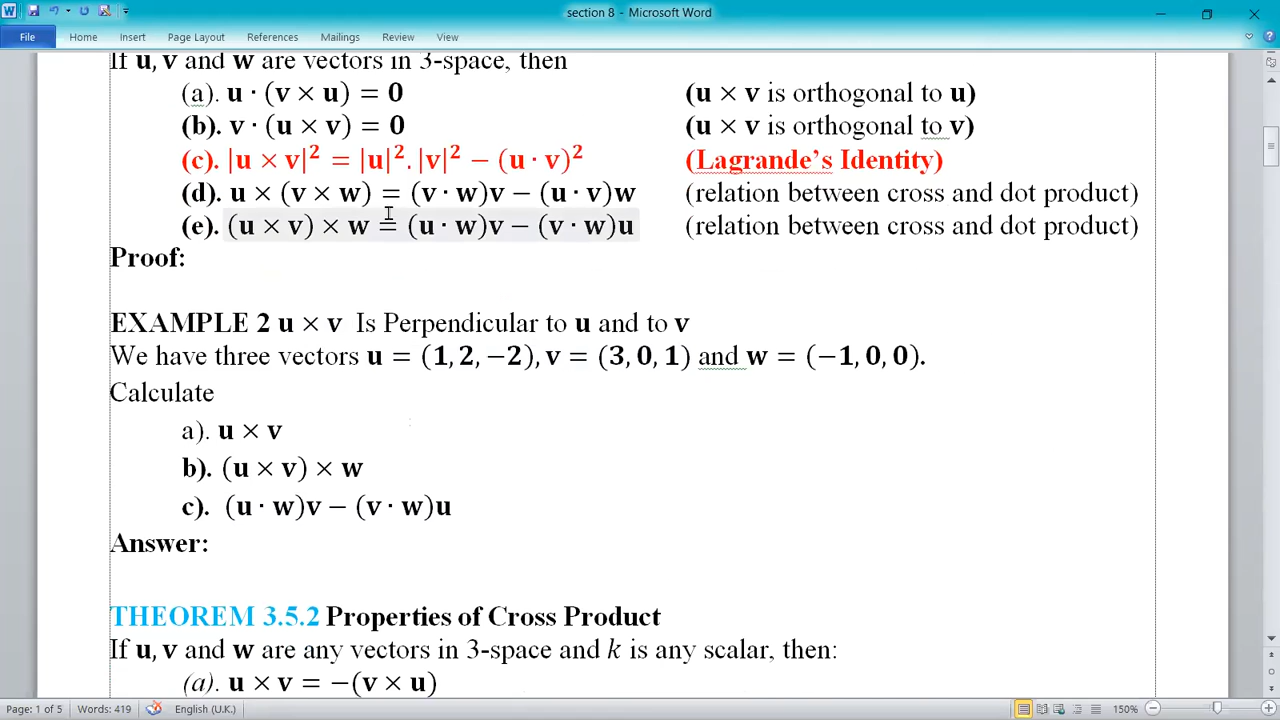 section 8 - Microsoft Word
File Home Insert Page Layout References Mailings Review View
If u, v and w are vectors in 3-space, then
(a). u · (v × u) = 0 (u × v is orthogonal to u)
(b). v · (u × v) = 0 (u × v is orthogonal to v)
(c). |u × v|² = |u|². |v|² − (u · v)² (Lagrande’s Identity)
(d). u × (v × w) = (v · w)v − (u · v)w (relation between cross and dot product)
(e). (u × v) × w = (u · w)v − (v · w)u (relation between cross and dot product)
Proof:
EXAMPLE 2 u × v Is Perpendicular to u and to v
We have three vectors u = (1, 2, −2), v = (3, 0, 1) and w = (−1, 0, 0).
Calculate
a). u × v
b). (u × v) × w
c). (u · w)v − (v · w)u
Answer:
THEOREM 3.5.2 Properties of Cross Product
If u, v and w are any vectors in 3-space and k is any scalar, then:
(a). u × v = −(v × u)
Page: 1 of 5 Words: 419 English (U.K.) 150%